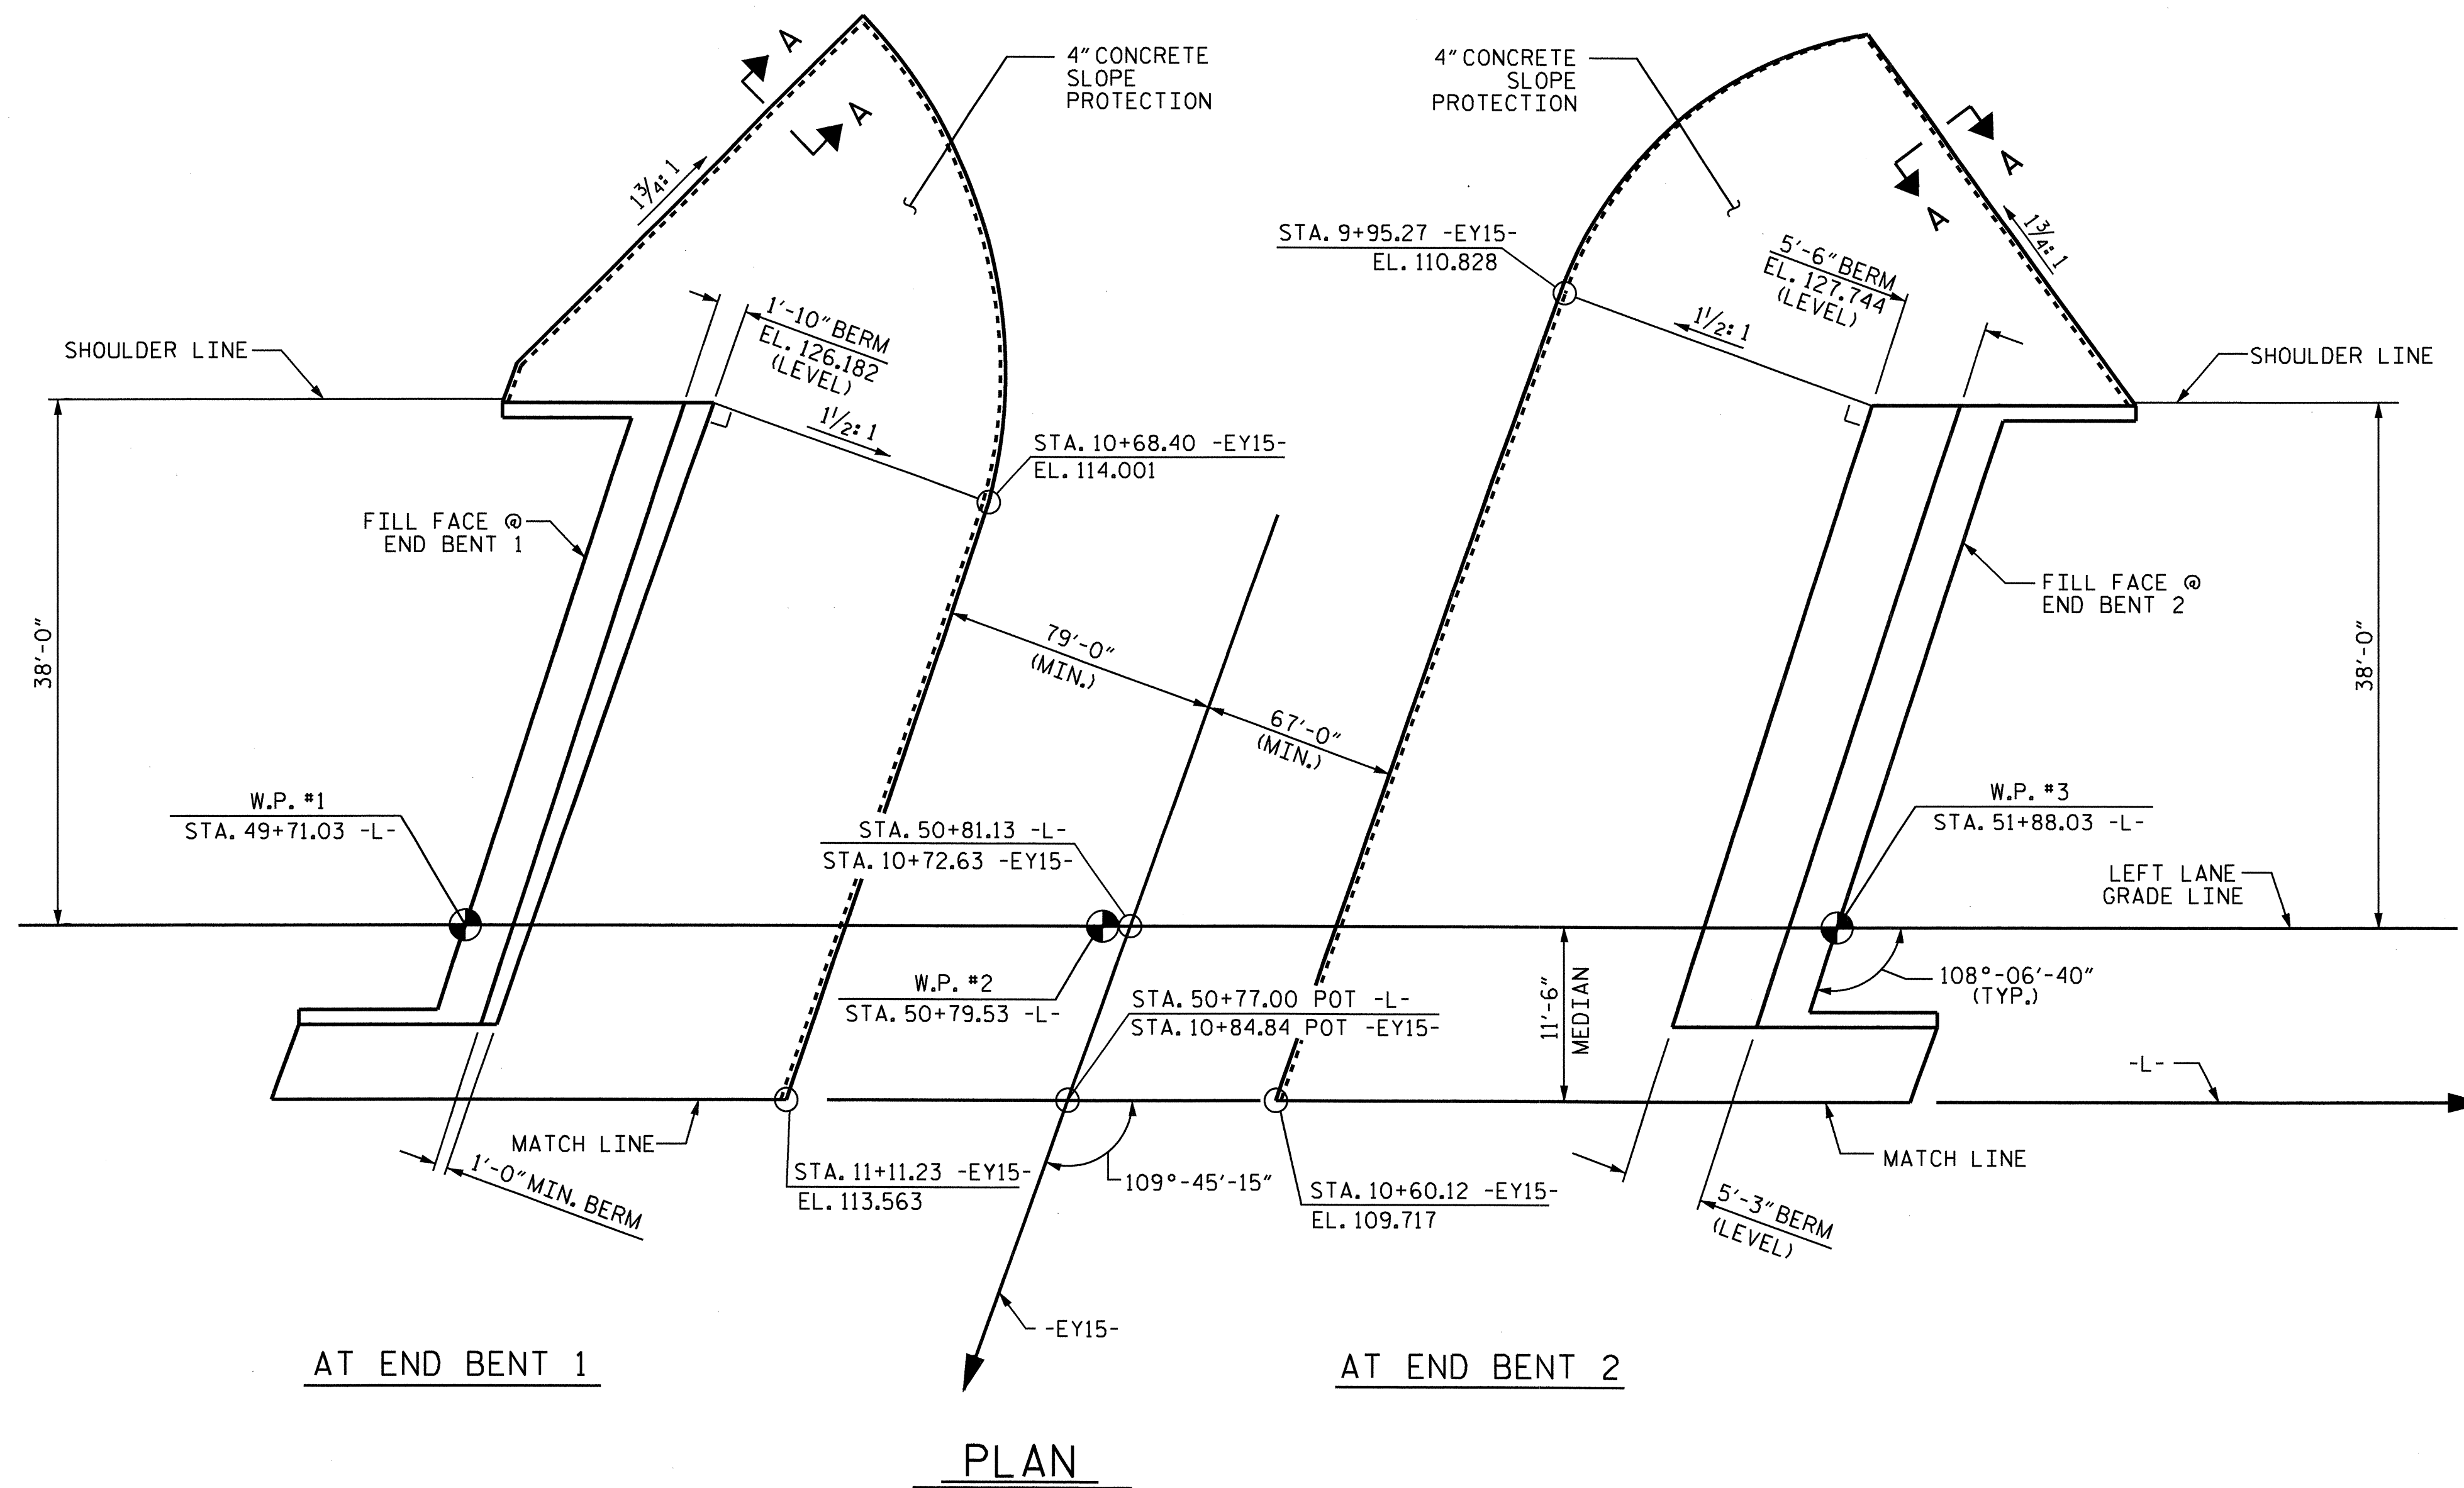 A
A
4" CONCRETE
SLOPE
PROTECTION
4" CONCRETE
SLOPE
PROTECTION
A
A
1¾:1
1¾:1
STA. 9+95.27 -EY15-
EL. 110.828
5'-6" BERM
EL. 127.744
(LEVEL)
1½:1
1'-10" BERM
EL. 126.182
(LEVEL)
1½:1
SHOULDER LINE
SHOULDER LINE
STA. 10+68.40 -EY15-
EL. 114.001
FILL FACE @
END BENT 1
FILL FACE @
END BENT 2
38'-0"
38'-0"
79'-0"
(MIN.)
67'-0"
(MIN.)
W.P. #1
STA. 49+71.03 -L-
STA. 50+81.13 -L-
STA. 10+72.63 -EY15-
W.P. #3
STA. 51+88.03 -L-
LEFT LANE
GRADE LINE
W.P. #2
STA. 50+79.53 -L-
STA. 50+77.00 POT -L-
STA. 10+84.84 POT -EY15-
11'-6"
MEDIAN
108°-06'-40"
(TYP.)
-L-
MATCH LINE
MATCH LINE
1'-0" MIN. BERM
STA. 11+11.23 -EY15-
EL. 113.563
109°-45'-15"
STA. 10+60.12 -EY15-
EL. 109.717
5'-3" BERM
(LEVEL)
-EY15-
AT END BENT 1
AT END BENT 2
PLAN